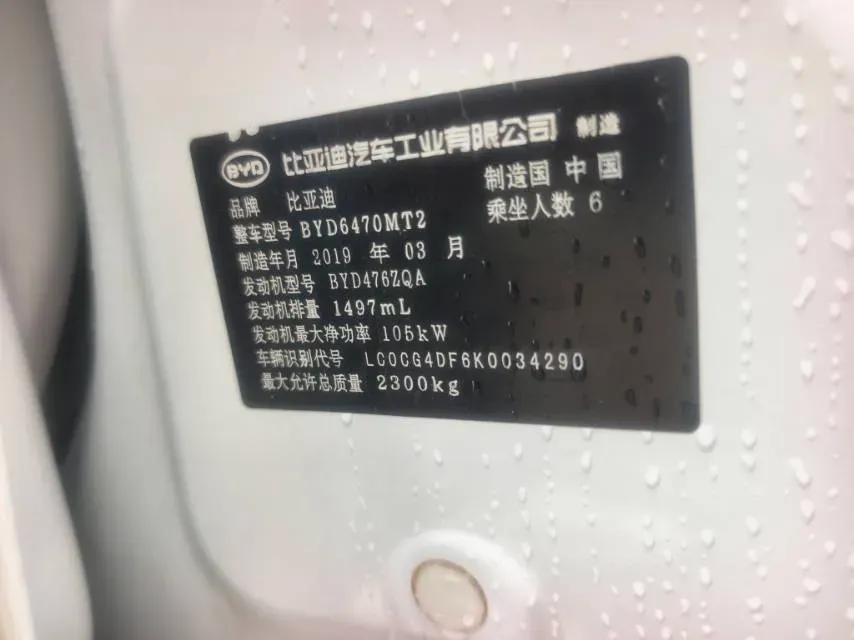 BYD 比亚迪汽车工业有限公司 制造
品牌 比亚迪 制造国 中国
整车型号 BYD6470MT2 乘坐人数 6
制造年月 2019 年 03 月
发动机型号 BYD476ZQA
发动机排量 1497mL
发动机最大净功率 105kW
车辆识别代号 LC0CG4DF6K0034290
最大允许总质量 2300kg